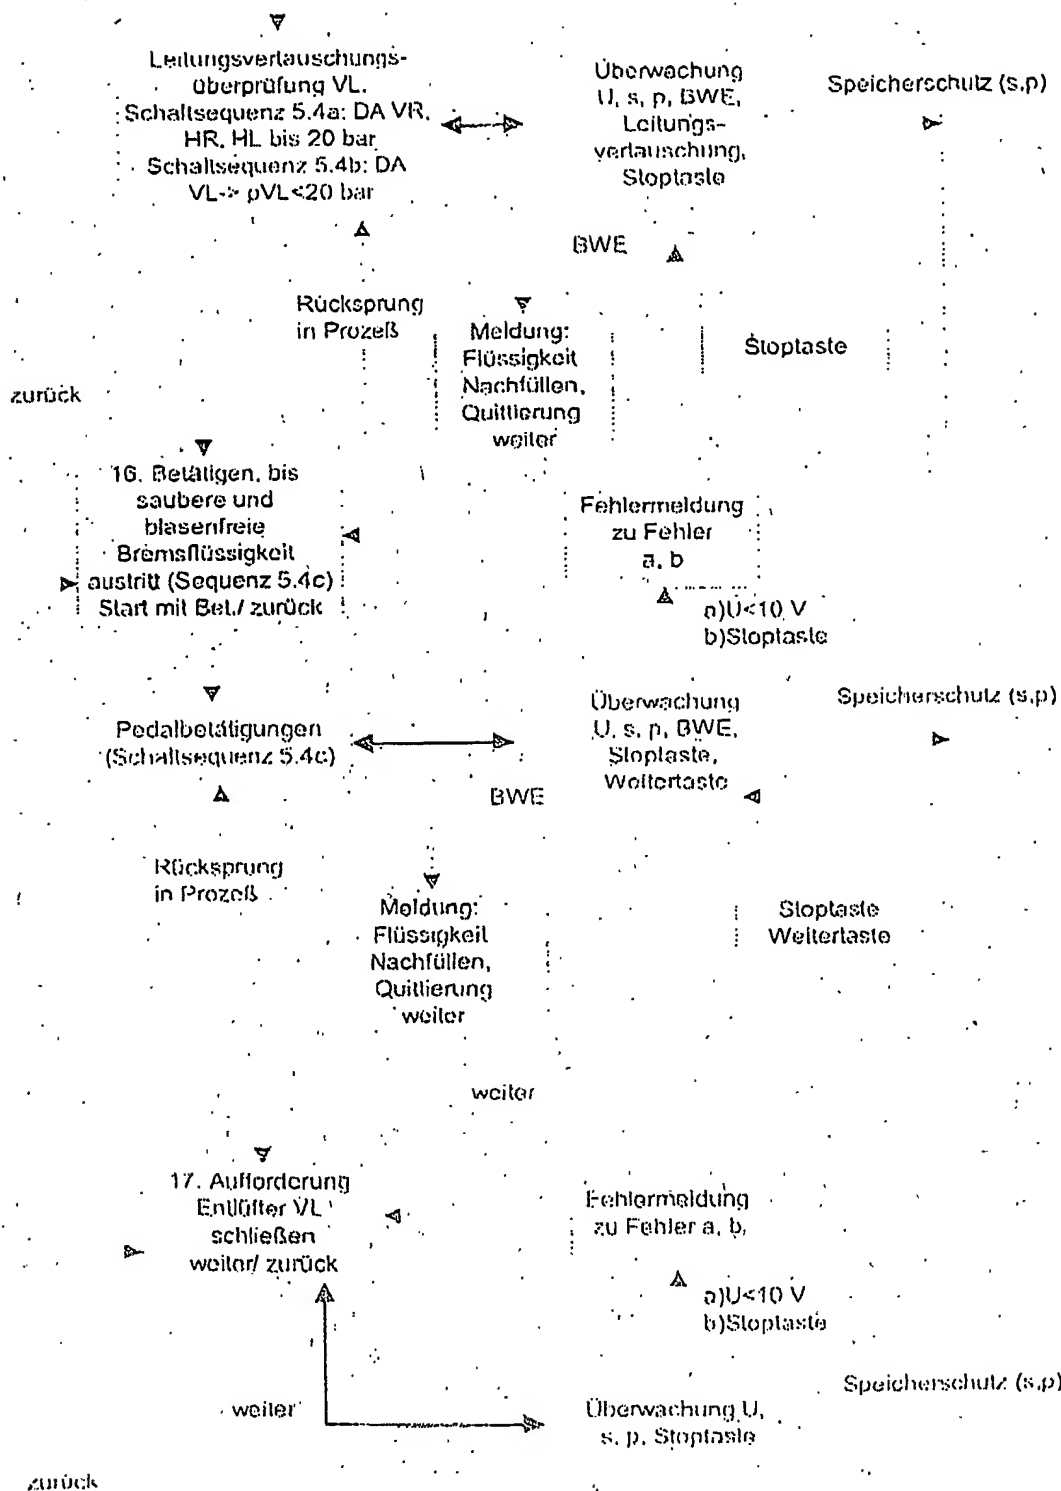 Leitungsvertauschungs-
überprüfung VL.
Schaltsequenz 5.4a: DA VR,
HR, HL bis 20 bar
Schaltsequenz 5.4b: DA
VL-> pVL<20 bar
Überwachung
U, s, p, BWE,
Leitungs-
vertauschung,
Stoptaste
Speicherschutz (s,p)
BWE
Rücksprung
in Prozeß
Meldung:
Flüssigkeit
Nachfüllen,
Quittierung
weiter
Stoptaste
zurück
16. Betätigen, bis
saubere und
blasenfreie
Bremsflüssigkeit
austritt (Sequenz 5.4c)
Start mit Bet./ zurück
Fehlermeldung
zu Fehler
a, b
a)U<10 V
b)Stoptaste
Pedalbetätigungen
(Schaltsequenz 5.4c)
Überwachung
U, s, p, BWE,
Stoptaste,
Weitertaste
Speicherschutz (s,p)
BWE
Rücksprung
in Prozeß
Meldung:
Flüssigkeit
Nachfüllen,
Quittierung
weiter
Stoptaste
Weitertaste
weiter
17. Aufforderung
Entlüfter VL
schließen
weiter/ zurück
Fehlermeldung
zu Fehler a, b,
a)U<10 V
b)Stoptaste
Speicherschutz (s,p)
weiter
Überwachung U,
s, p, Stoptaste
zurück